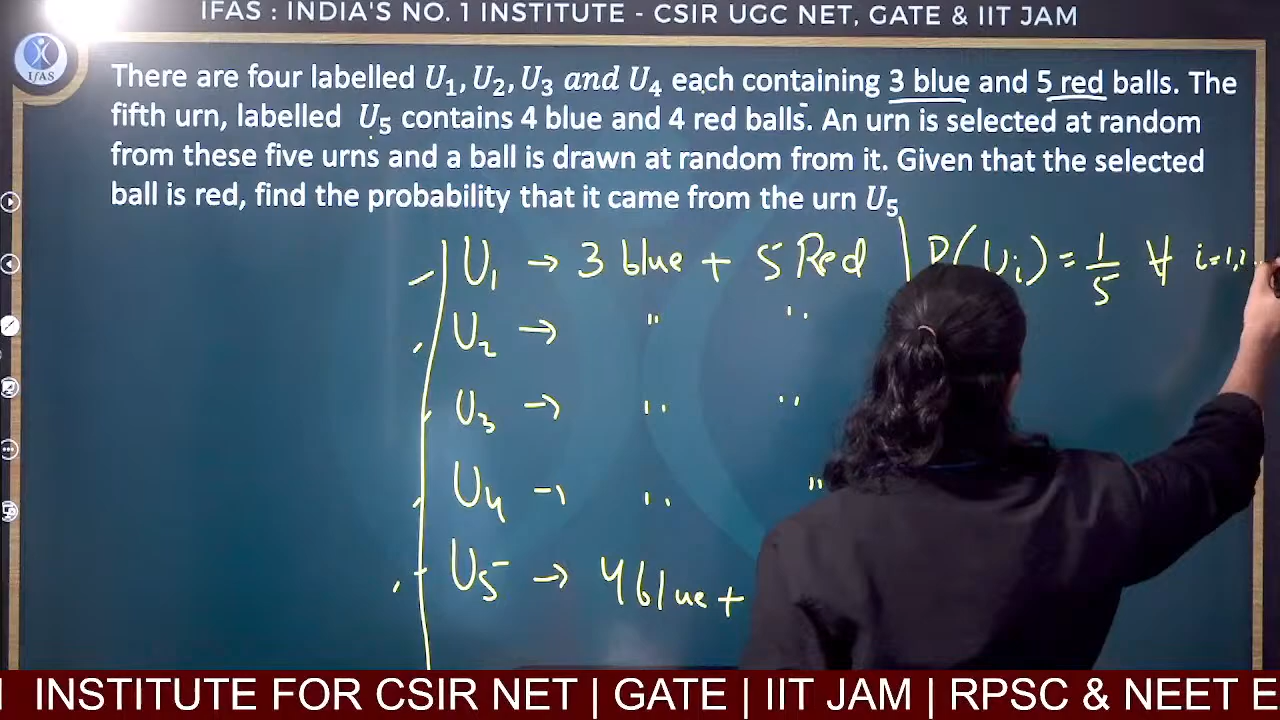 IFAS : INDIA'S NO. 1 INSTITUTE - CSIR UGC NET, GATE & IIT JAM
IFAS
There are four labelled U₁, U₂, U₃ and U₄ each containing 3 blue and 5 red balls. The
fifth urn, labelled U₅ contains 4 blue and 4 red balls. An urn is selected at random
from these five urns and a ball is drawn at random from it. Given that the selected
ball is red, find the probability that it came from the urn U₅
U₁ → 3 blue + 5 Red | P(Ui) = 1/5 ∀ i=1,2...
U₂ → " "
U₃ → " "
U₄ → " "
U₅ → 4 blue +
INSTITUTE FOR CSIR NET | GATE | IIT JAM | RPSC & NEET E